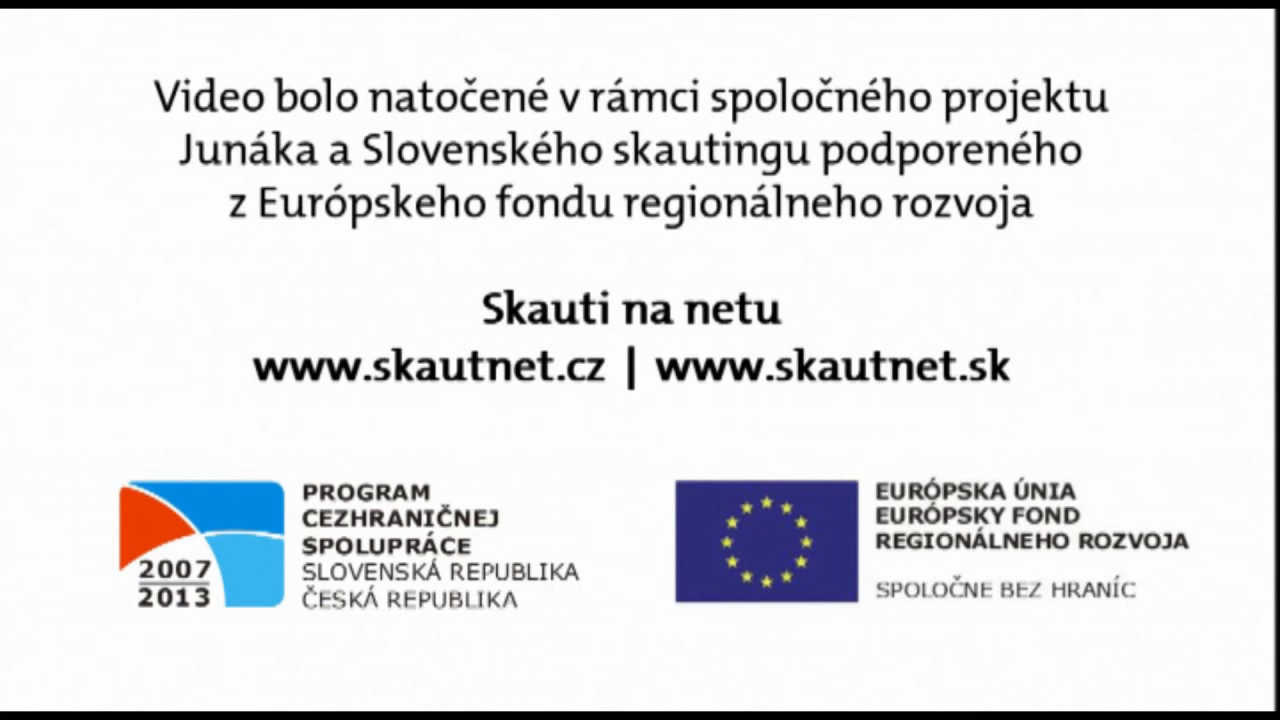 Video bolo natočené v rámci spoločného projektu
Junáka a Slovenského skautingu podporeného
z Európskeho fondu regionálneho rozvoja
Skauti na netu
www.skautnet.cz | www.skautnet.sk
2007
2013
PROGRAM
CEZHRANIČNEJ
SPOLUPRÁCE
SLOVENSKÁ REPUBLIKA
ČESKÁ REPUBLIKA
EURÓPSKA ÚNIA
EURÓPSKY FOND
REGIONÁLNEHO ROZVOJA
SPOLOČNE BEZ HRANÍC